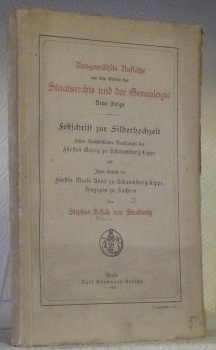 Ausgewählte Aufsätze
aus dem Gebiete des
Staatsrechts und der Genealogie
Neue Folge
Festschrift zur Silberhochzeit
Seiner Hochfürstlichen Durchlaucht des
Fürsten Georg zu Schaumburg-Lippe
und
Ihrer Hoheit der
Fürstin Marie Anna zu Schaumburg-Lippe,
Herzogin zu Sachsen
von
Stephan Kekule von Stradonitz
Berlin
Carl Heymanns Verlag